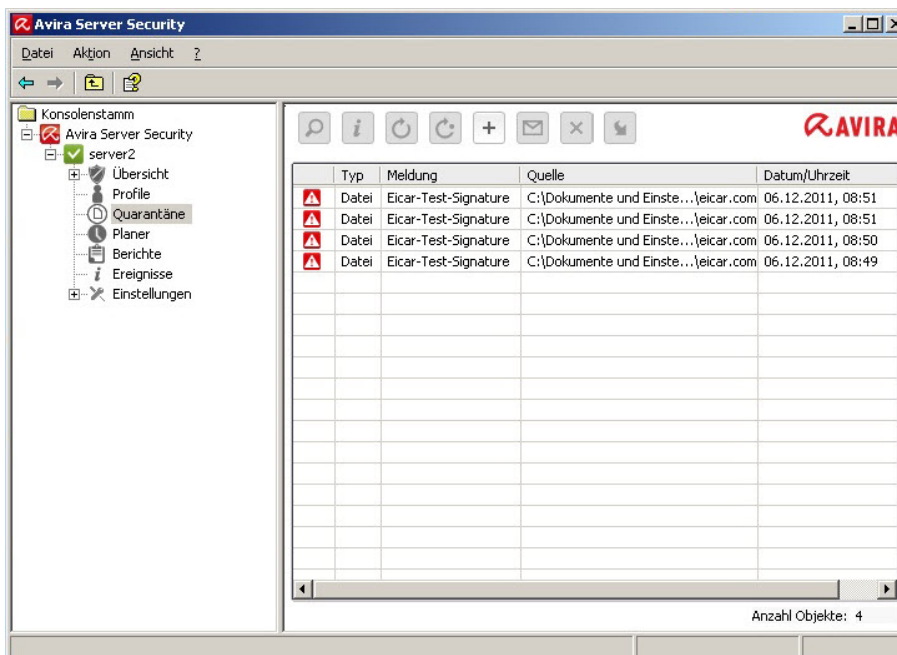 Avira Server Security
Datei Aktion Ansicht ?
Konsolenstamm
Avira Server Security
server2
Übersicht
Profile
Quarantäne
Planer
Berichte
Ereignisse
Einstellungen
AVIRA
Typ Meldung Quelle Datum/Uhrzeit
Datei Eicar-Test-Signature C:\Dokumente und Einste...\eicar.com 06.12.2011, 08:51
Datei Eicar-Test-Signature C:\Dokumente und Einste...\eicar.com 06.12.2011, 08:51
Datei Eicar-Test-Signature C:\Dokumente und Einste...\eicar.com 06.12.2011, 08:50
Datei Eicar-Test-Signature C:\Dokumente und Einste...\eicar.com 06.12.2011, 08:49
Anzahl Objekte: 4